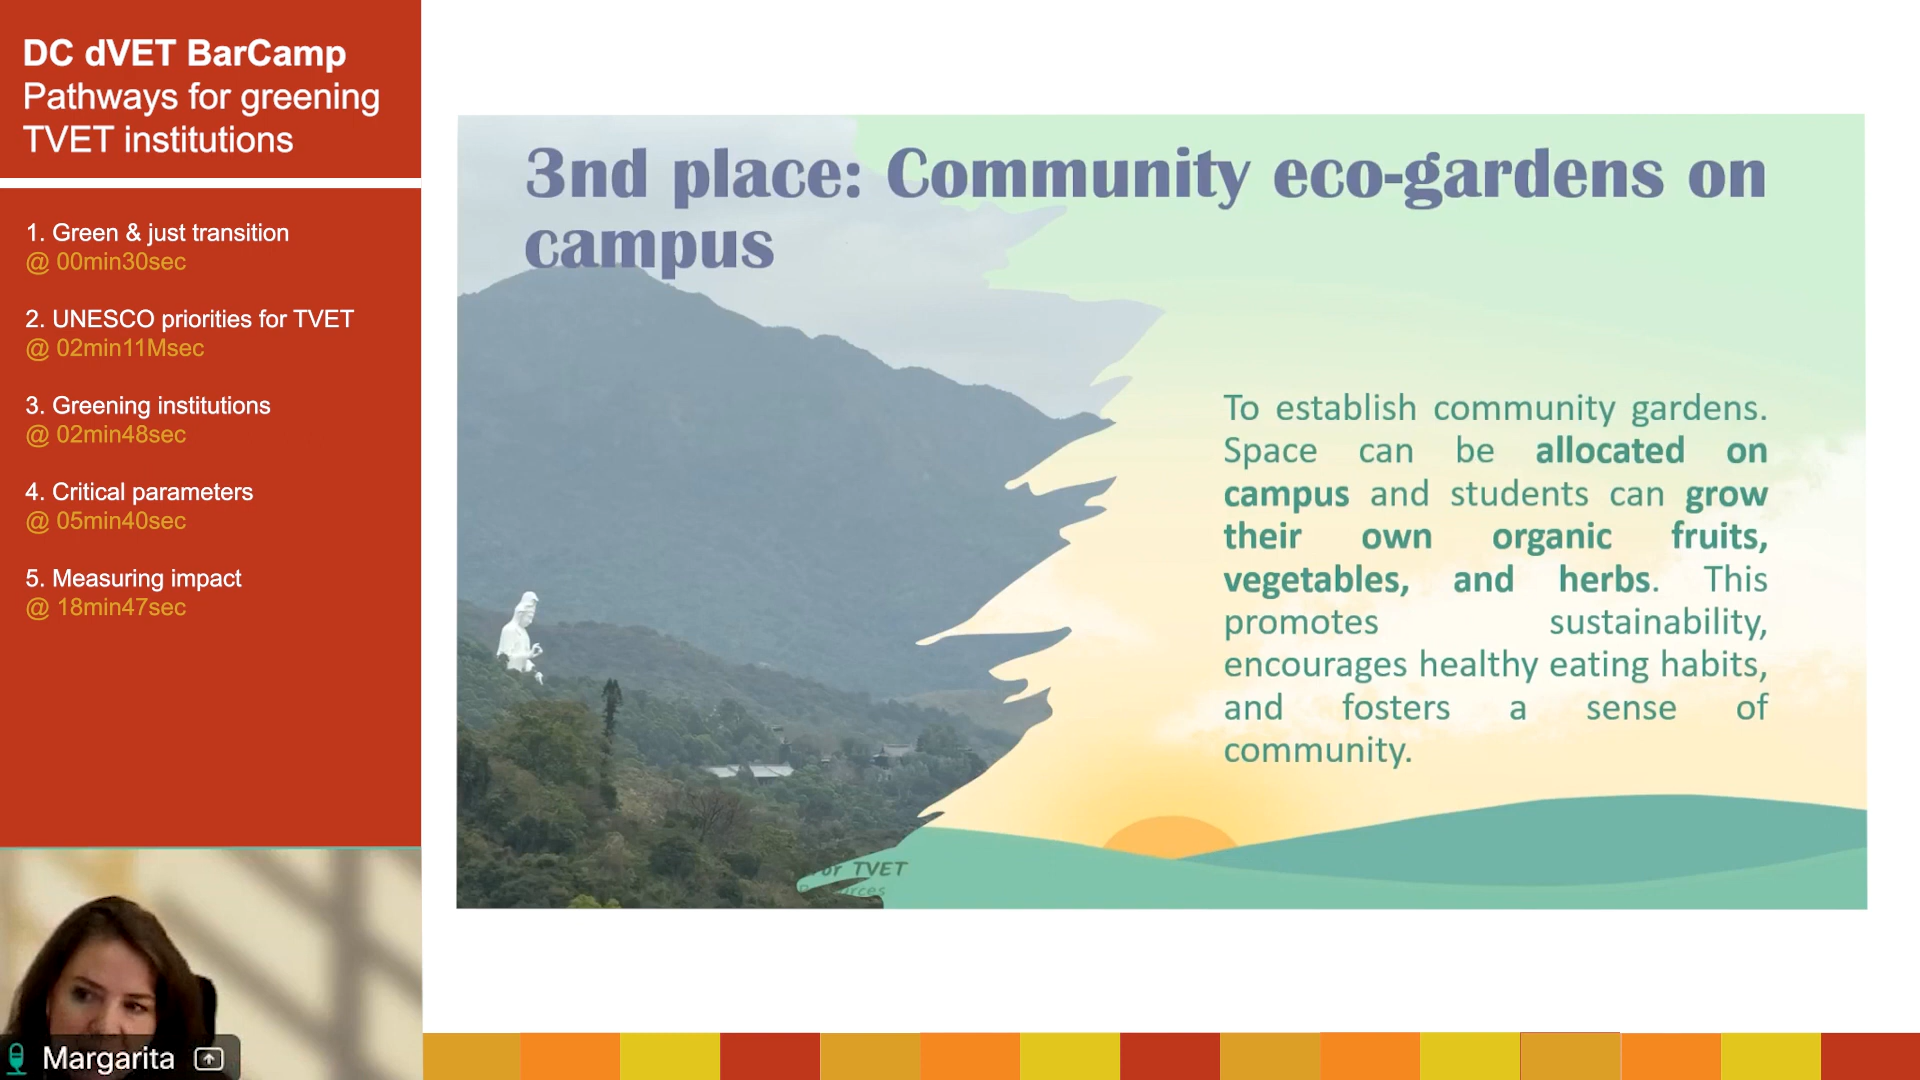 DC dVET BarCamp
Pathways for greening
TVET institutions
1. Green & just transition
@ 00min30sec
2. UNESCO priorities for TVET
@ 02min11Msec
3. Greening institutions
@ 02min48sec
4. Critical parameters
@ 05min40sec
5. Measuring impact
@ 18min47sec
Margarita
3nd place: Community eco-gardens on
campus
To establish community gardens.
Space can be allocated on
campus and students can grow
their own organic fruits,
vegetables, and herbs. This
promotes sustainability,
encourages healthy eating habits,
and fosters a sense of
community.
TVET